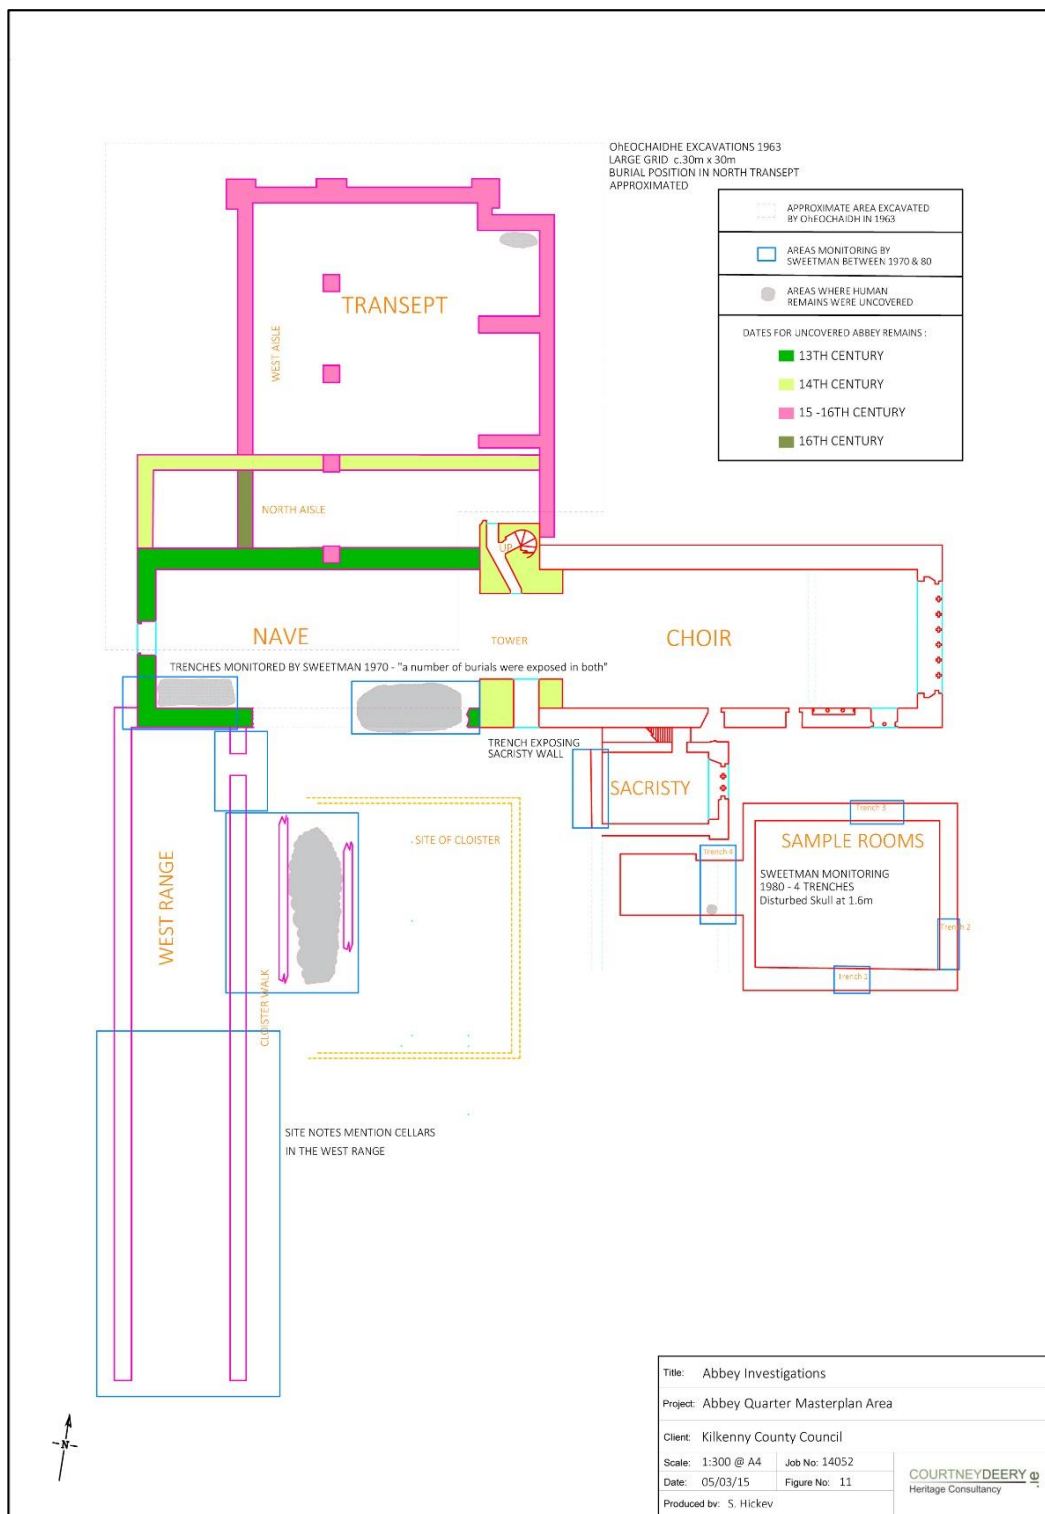 OhEOCHAIDHE EXCAVATIONS 1963
LARGE GRID c.30m x 30m
BURIAL POSITION IN NORTH TRANSEPT
APPROXIMATED
APPROXIMATE AREA EXCAVATED
BY OhEOCHAIDH IN 1963
AREAS MONITORING BY
SWEETMAN BETWEEN 1970 & 80
AREAS WHERE HUMAN
REMAINS WERE UNCOVERED
DATES FOR UNCOVERED ABBEY REMAINS :
13TH CENTURY
14TH CENTURY
15 -16TH CENTURY
16TH CENTURY
TRANSEPT
WEST AISLE
NORTH AISLE
UP
NAVE
TOWER
CHOIR
TRENCHES MONITORED BY SWEETMAN 1970 - "a number of burials were exposed in both"
TRENCH EXPOSING
SACRISTY WALL
SACRISTY
SITE OF CLOISTER
Trench 3
SAMPLE ROOMS
Trench 4
SWEETMAN MONITORING
1980 - 4 TRENCHES
Disturbed Skull at 1.6m
Trench 2
Trench 1
WEST RANGE
CLOISTER WALK
SITE NOTES MENTION CELLARS
IN THE WEST RANGE
N
Title: Abbey Investigations
Project: Abbey Quarter Masterplan Area
Client: Kilkenny County Council
Scale: 1:300 @ A4 Job No: 14052
Date: 05/03/15 Figure No: 11
Produced by: S. Hickey
COURTNEYDEERY.ie
Heritage Consultancy